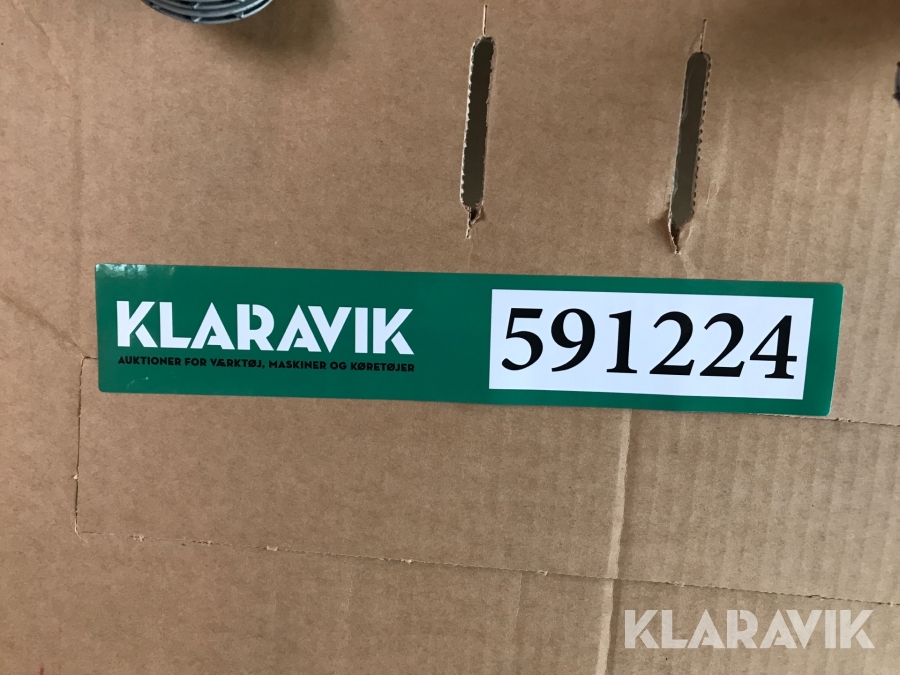 KLARAVIK
AUKTIONER FOR VÆRKTØJ, MASKINER OG KØRETØJER
591224
KLARAVIK